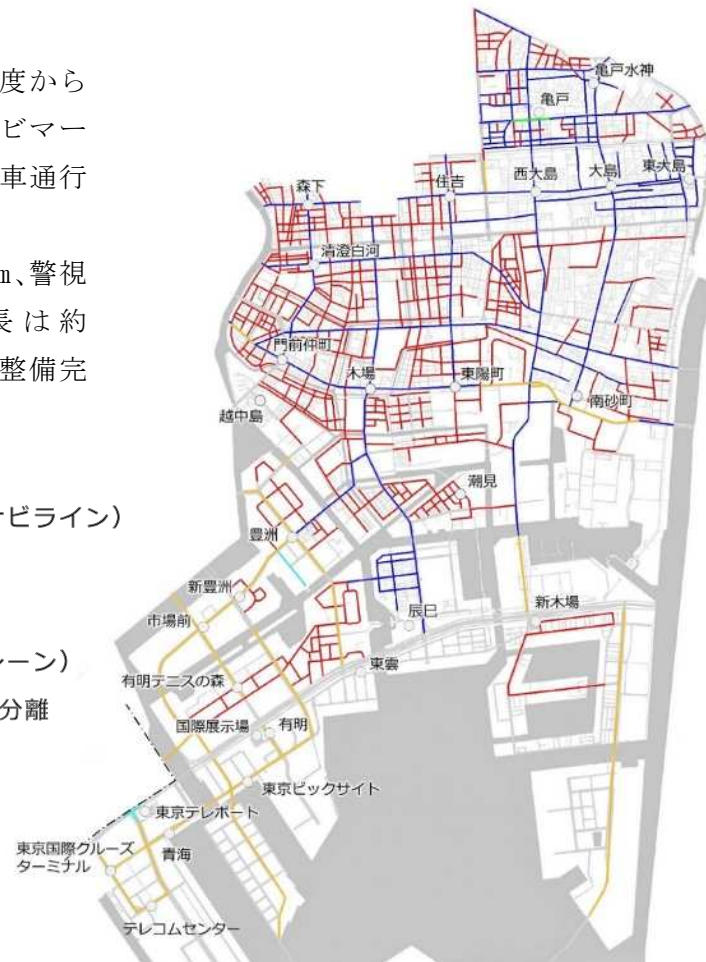 度から
ビマー
車通行
m、警視
長は約
整備完
ナビライン）
レーン）
分離
亀戸水神
亀戸
東大島
大島
西大島
住吉
森下
清澄白河
門前仲町
木場
東陽町
南砂町
越中島
潮見
豊洲
新豊洲
辰巳
新木場
市場前
東雲
有明テニスの森
国際展示場
有明
東京ビックサイト
東京テレポート
青海
東京国際クルーズ
ターミナル
テレコムセンター